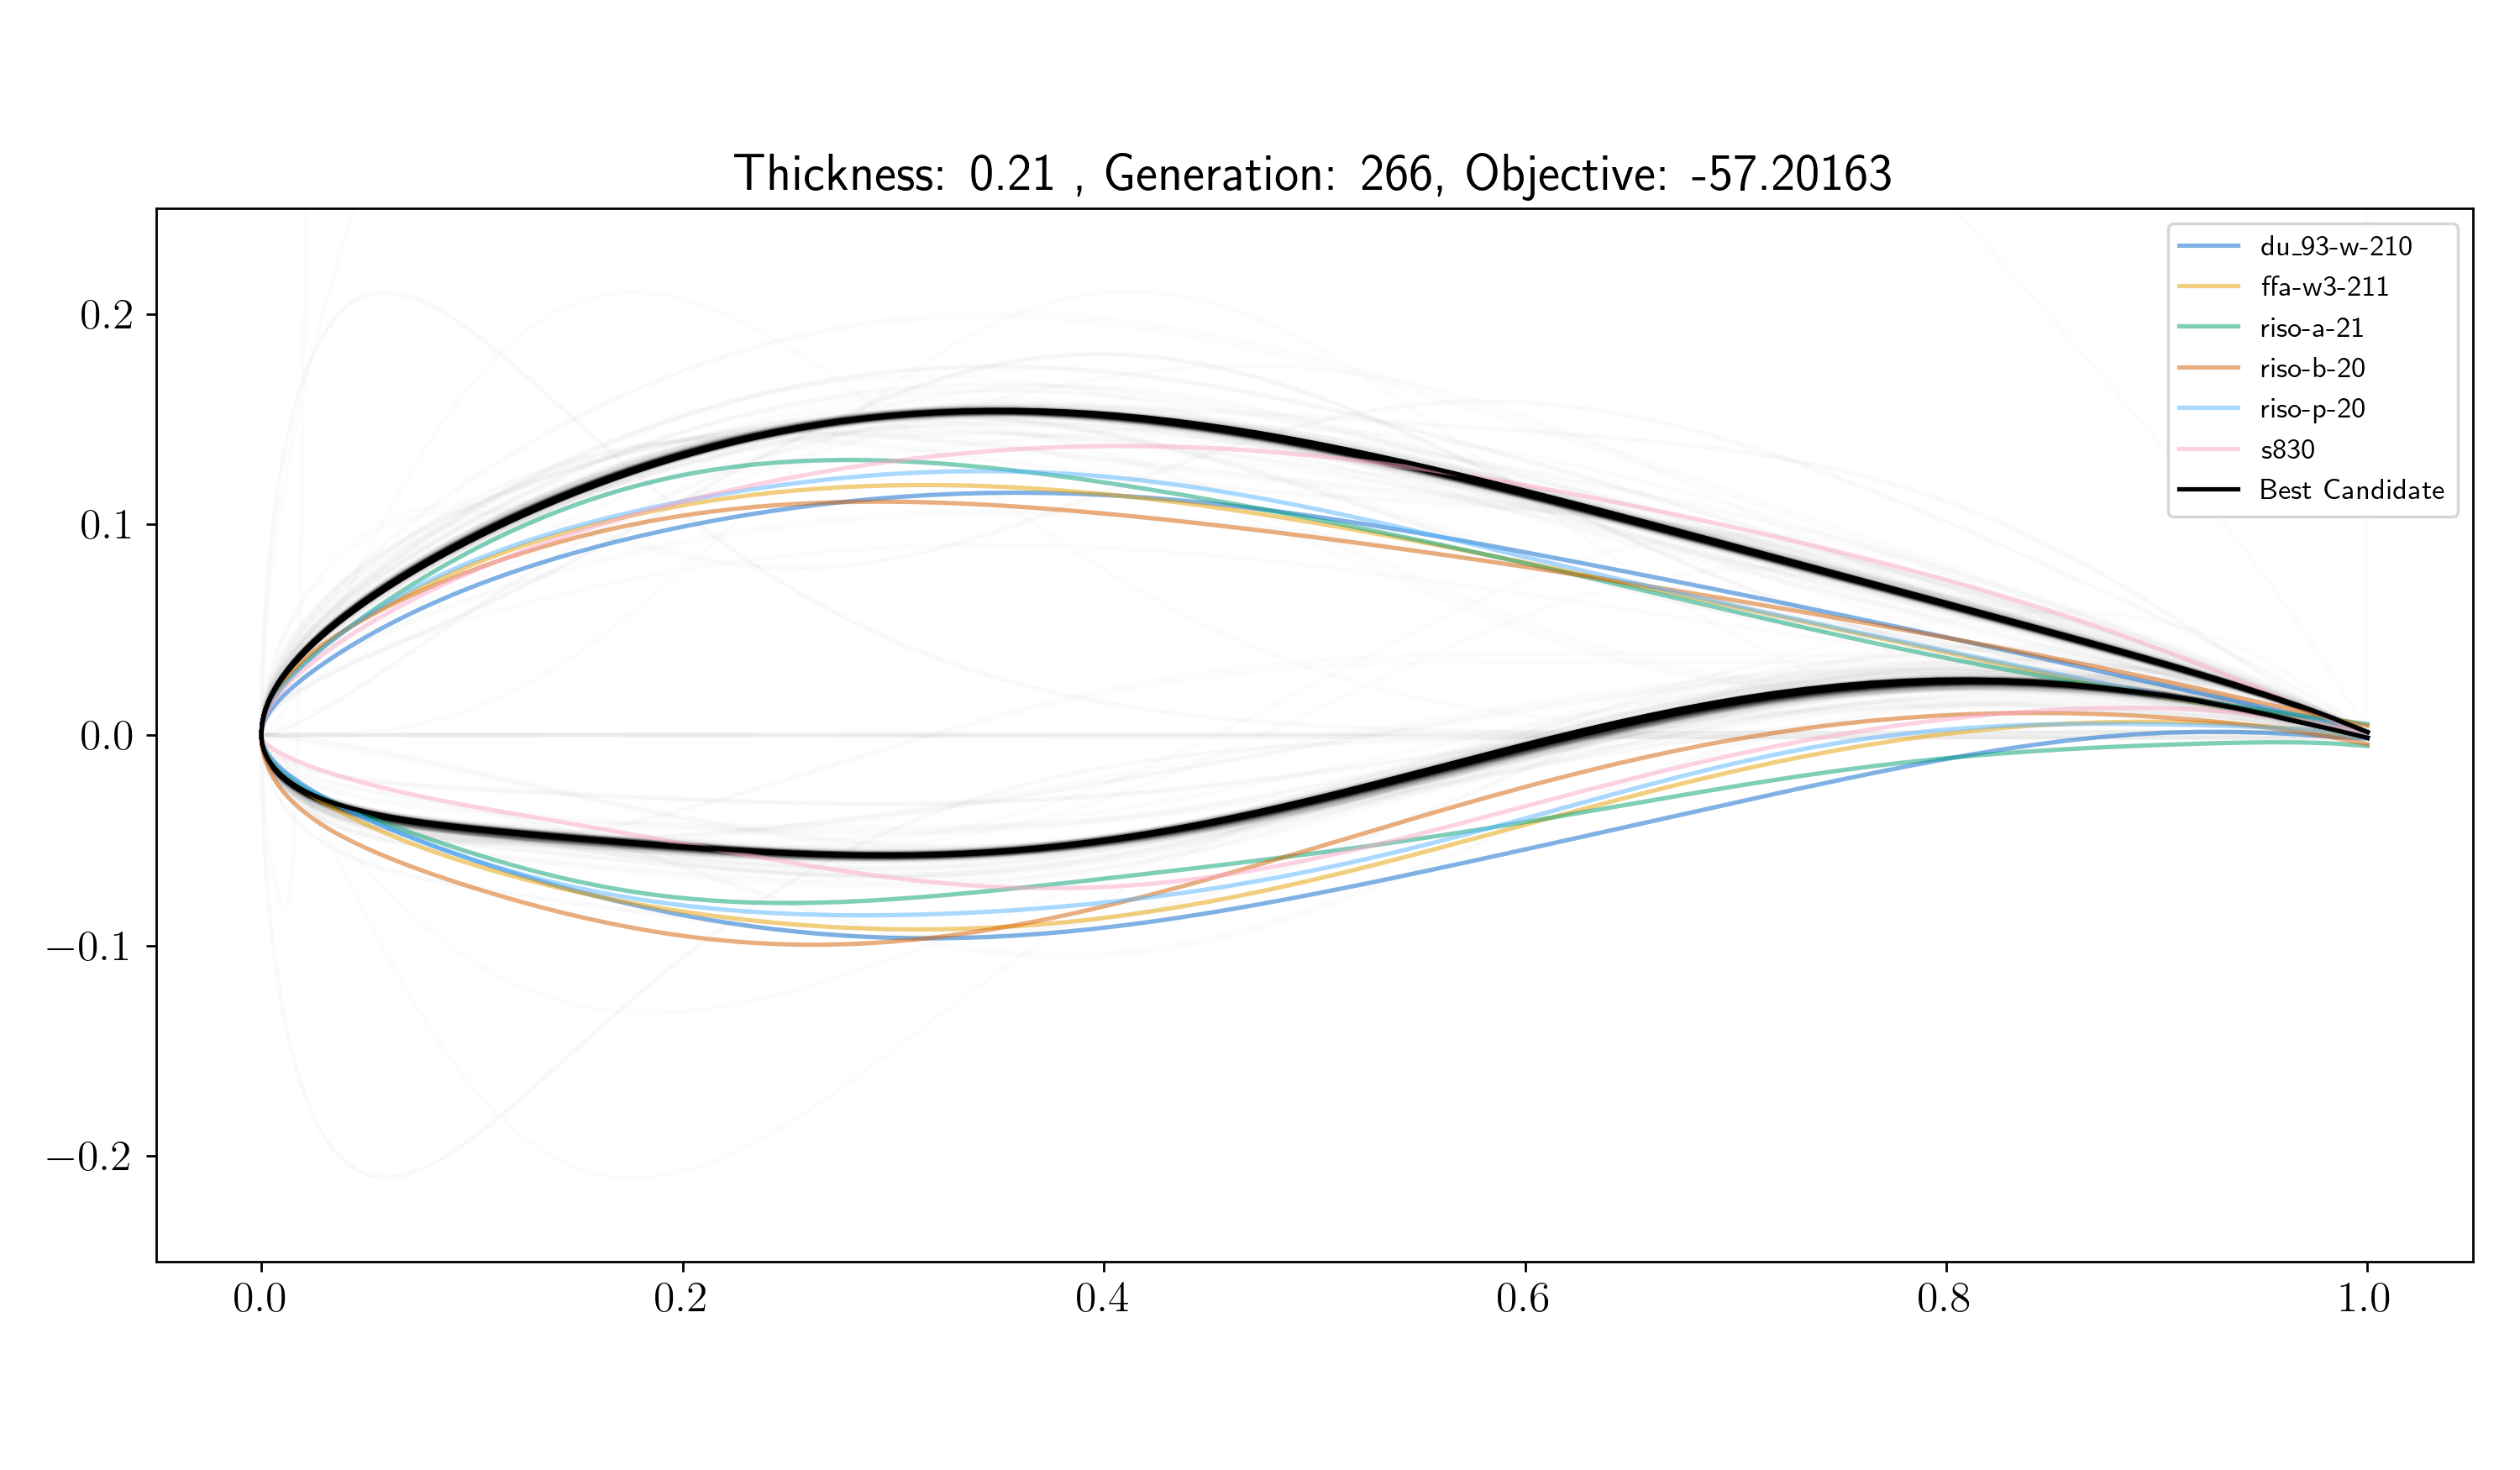 Thickness: 0.21 , Generation: 266, Objective: -57.20163
du_93-w-210
ffa-w3-211
riso-a-21
riso-b-20
riso-p-20
s830
Best Candidate
0.2
0.1
0.0
−0.1
−0.2
0.0 0.2 0.4 0.6 0.8 1.0